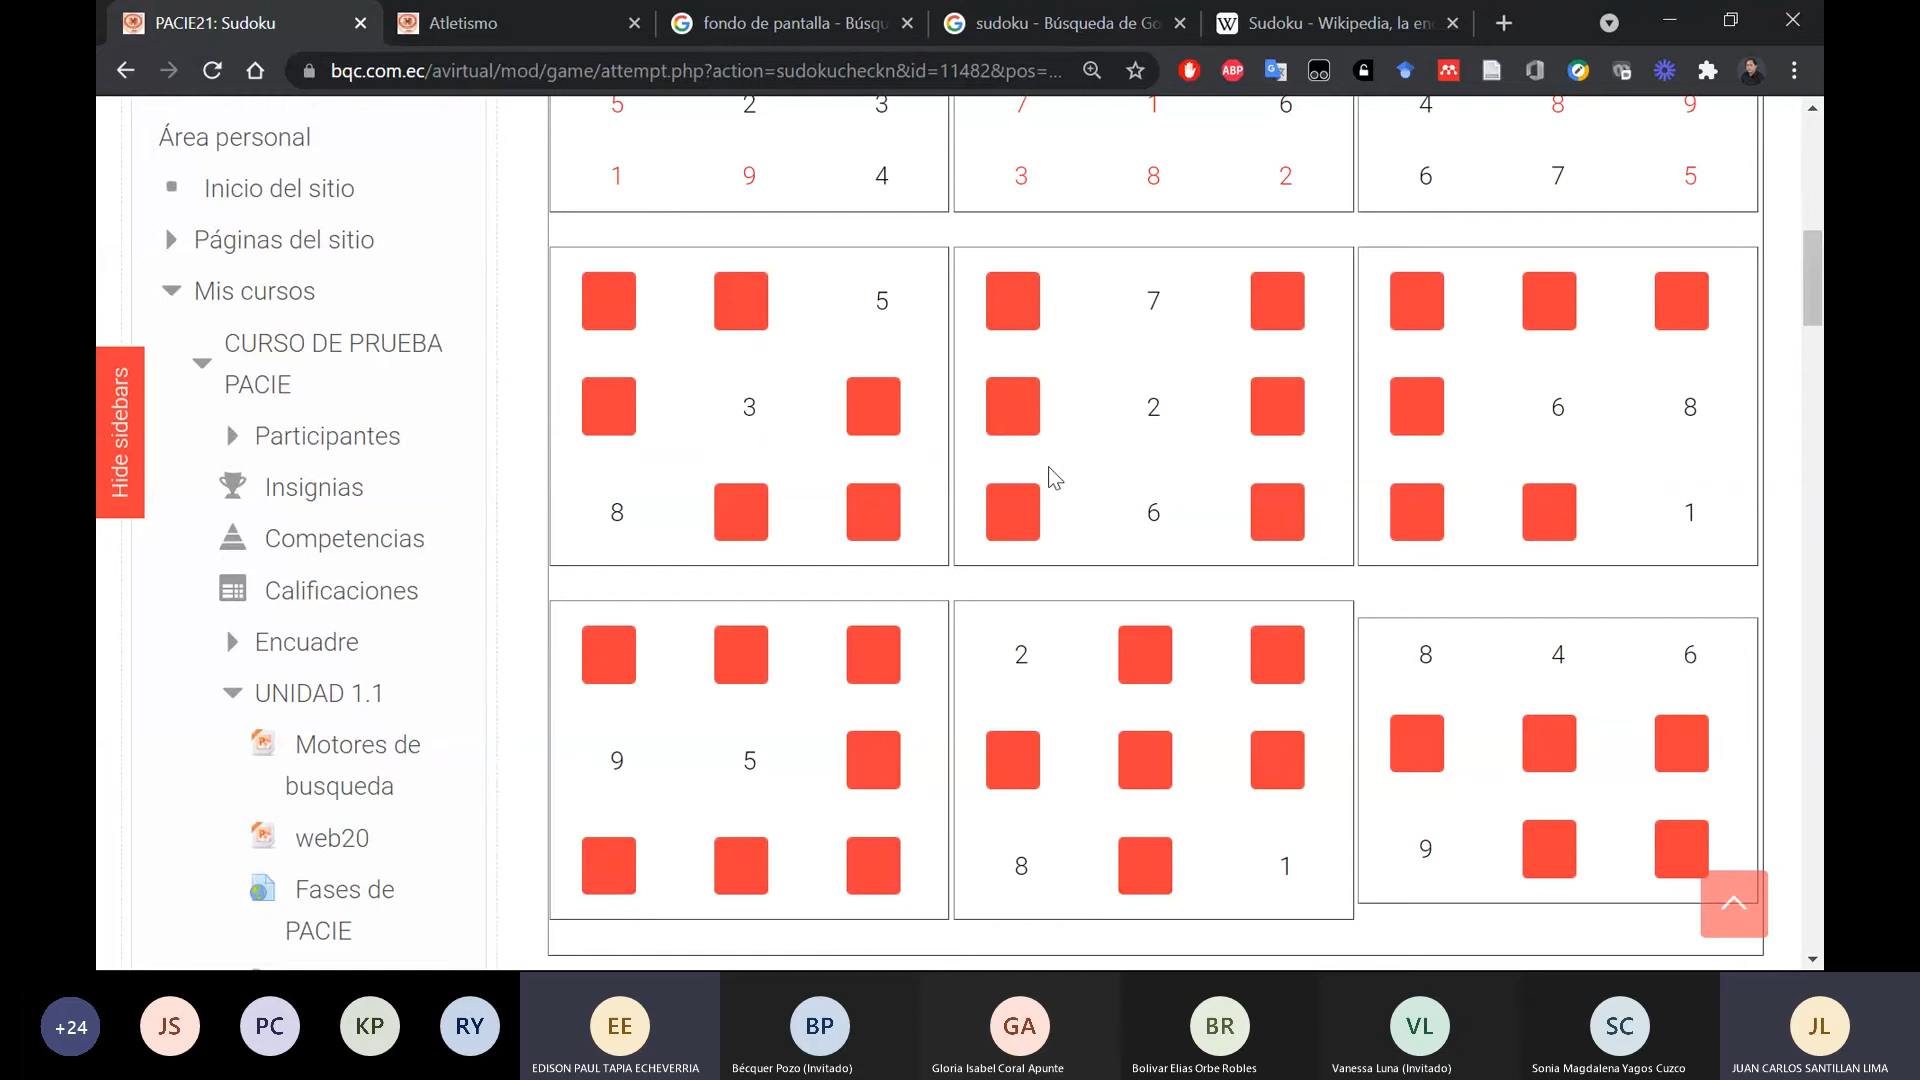 PACIE21: Sudoku
Atletismo
fondo de pantalla - Búsqu
sudoku - Búsqueda de Go
Sudoku - Wikipedia, la en
bqc.com.ec/avirtual/mod/game/attempt.php?action=sudokucheckn&id=11482&pos=...
ABP
Hide sidebars
Área personal
Inicio del sitio
Páginas del sitio
Mis cursos
CURSO DE PRUEBA
PACIE
Participantes
Insignias
Competencias
Calificaciones
Encuadre
UNIDAD 1.1
Motores de
busqueda
web20
Fases de
PACIE
5 2 3 7 1 6 4 8 9
1 9 4 3 8 2 6 7 5
5 7
3 2 6 8
8 6 1
2 8 4 6
9 5
8 1 9
+24
JS
PC
KP
RY
EE
BP
GA
BR
VL
SC
JL
EDISON PAUL TAPIA ECHEVERRIA
Bécquer Pozo (Invitado)
Gloria Isabel Coral Apunte
Bolivar Elias Orbe Robles
Vanessa Luna (Invitado)
Sonia Magdalena Yagos Cuzco
JUAN CARLOS SANTILLAN LIMA